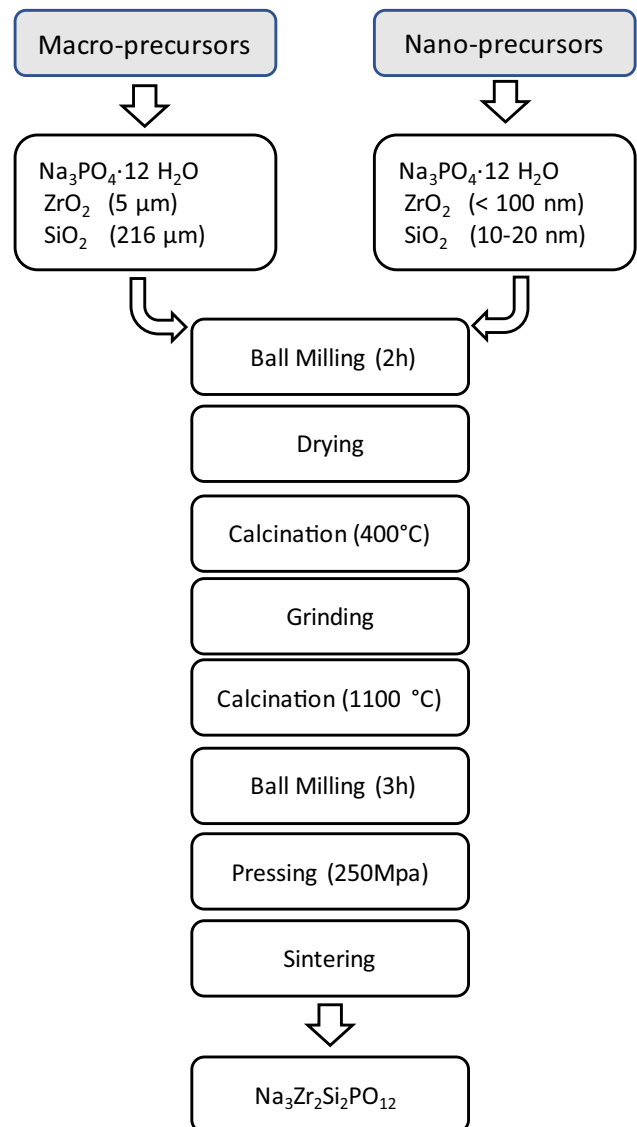 Macro-precursors
Nano-precursors
Na₃PO₄·12 H₂O
ZrO₂ (5 µm)
SiO₂ (216 µm)
Na₃PO₄·12 H₂O
ZrO₂ (< 100 nm)
SiO₂ (10-20 nm)
Ball Milling (2h)
Drying
Calcination (400°C)
Grinding
Calcination (1100 °C)
Ball Milling (3h)
Pressing (250Mpa)
Sintering
Na₃Zr₂Si₂PO₁₂